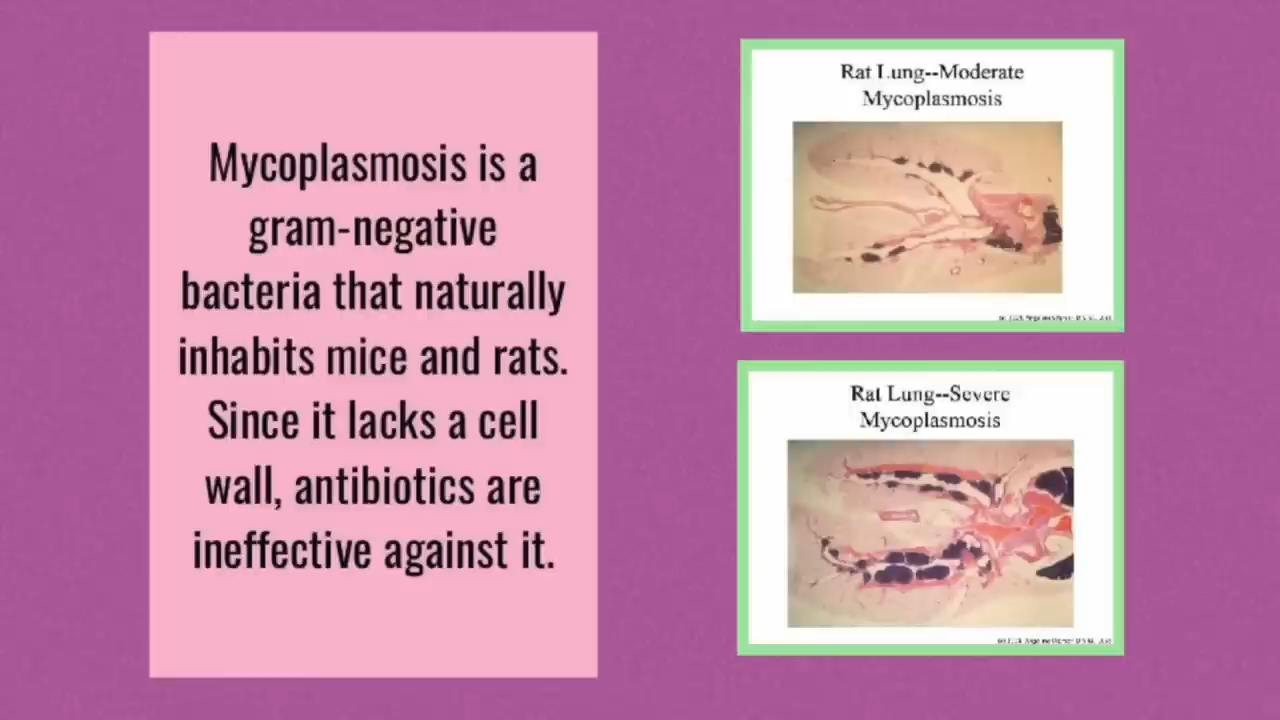 Mycoplasmosis is a
gram-negative
bacteria that naturally
inhabits mice and rats.
Since it lacks a cell
wall, antibiotics are
ineffective against it.
Rat Lung--Moderate
Mycoplasmosis
Rat Lung--Severe
Mycoplasmosis